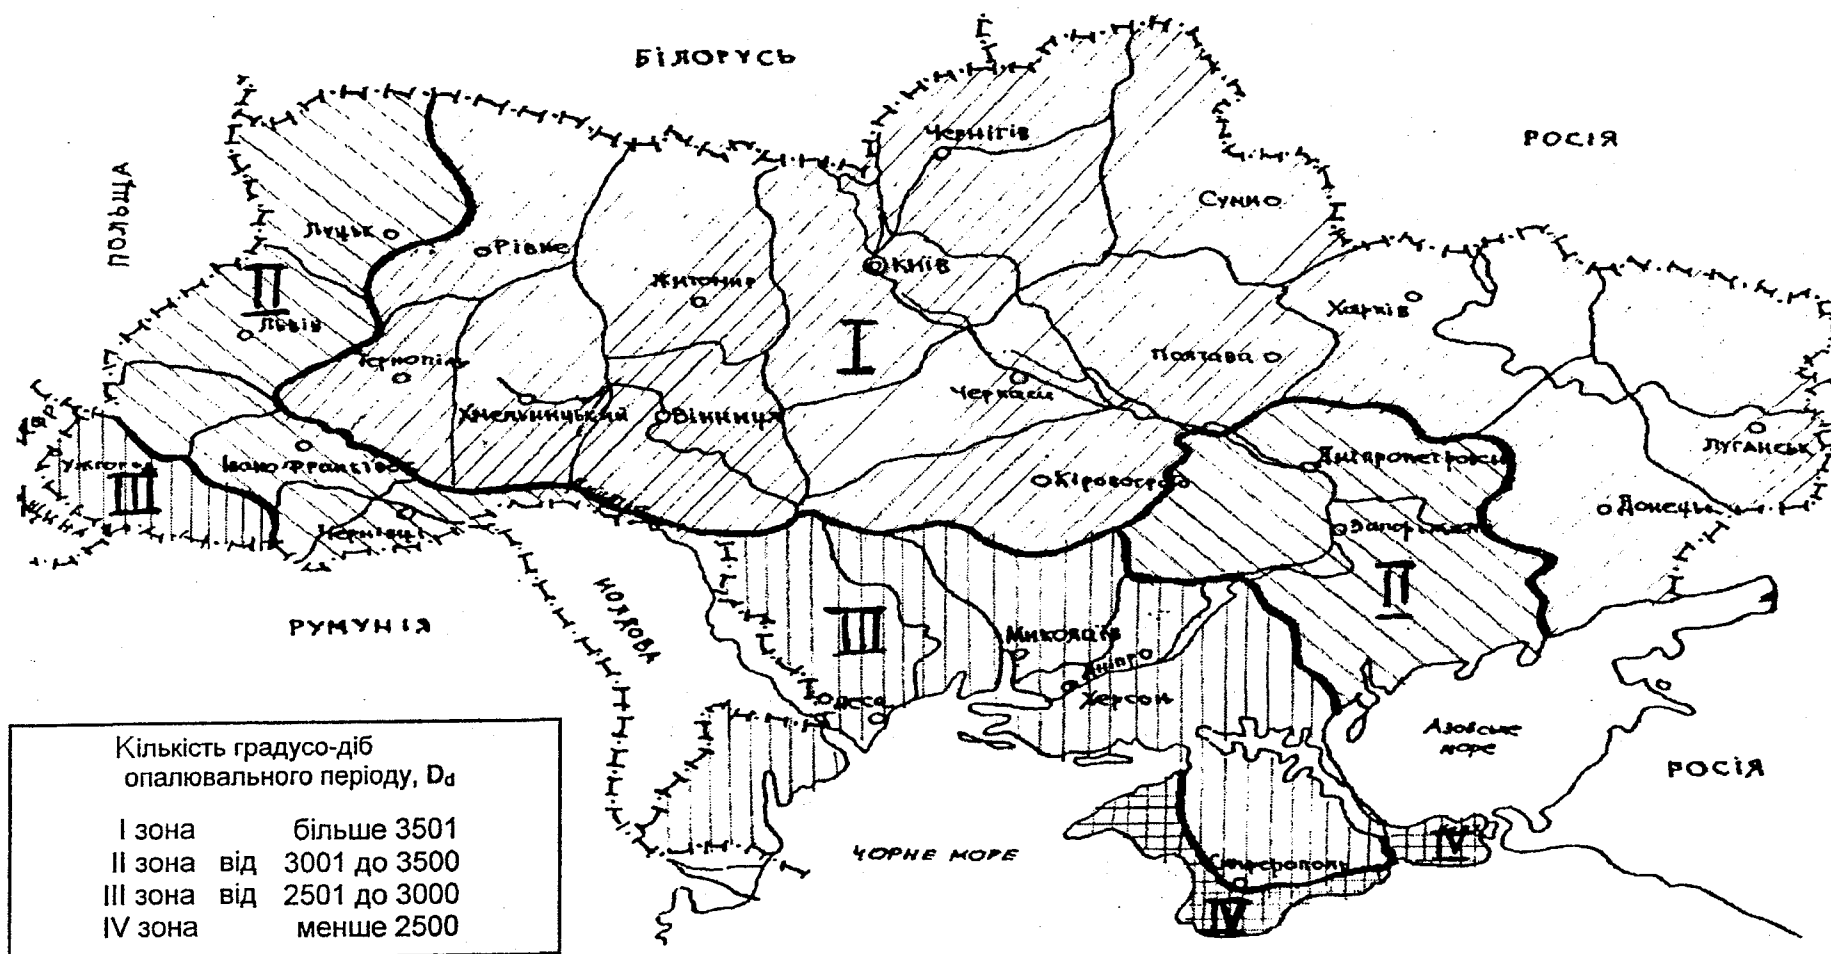 БІЛОРУСЬ
РОСІЯ
ПОЛЬЩА
Чернігів
Суми
Луцьк
Рівне
Київ
Житомир
II
Львів
Харків
I
Тернопіль
Полтава
Черкаси
Хмельницький
Вінниця
Луганськ
Ужгород
Івано-Франківськ
Дніпропетровськ
III
Кіровоград
Донецьк
Чернівці
Запоріжжя
II
МОЛДОВА
РУМУНІЯ
III
Миколаїв
Дніпро
Одеса
Херсон
Азовське
море
РОСІЯ
ЧОРНЕ МОРЕ
IV
Сімферополь
IV
Кількість градусо-діб
опалювального періоду, Dd
I зона більше 3501
II зона від 3001 до 3500
III зона від 2501 до 3000
IV зона менше 2500